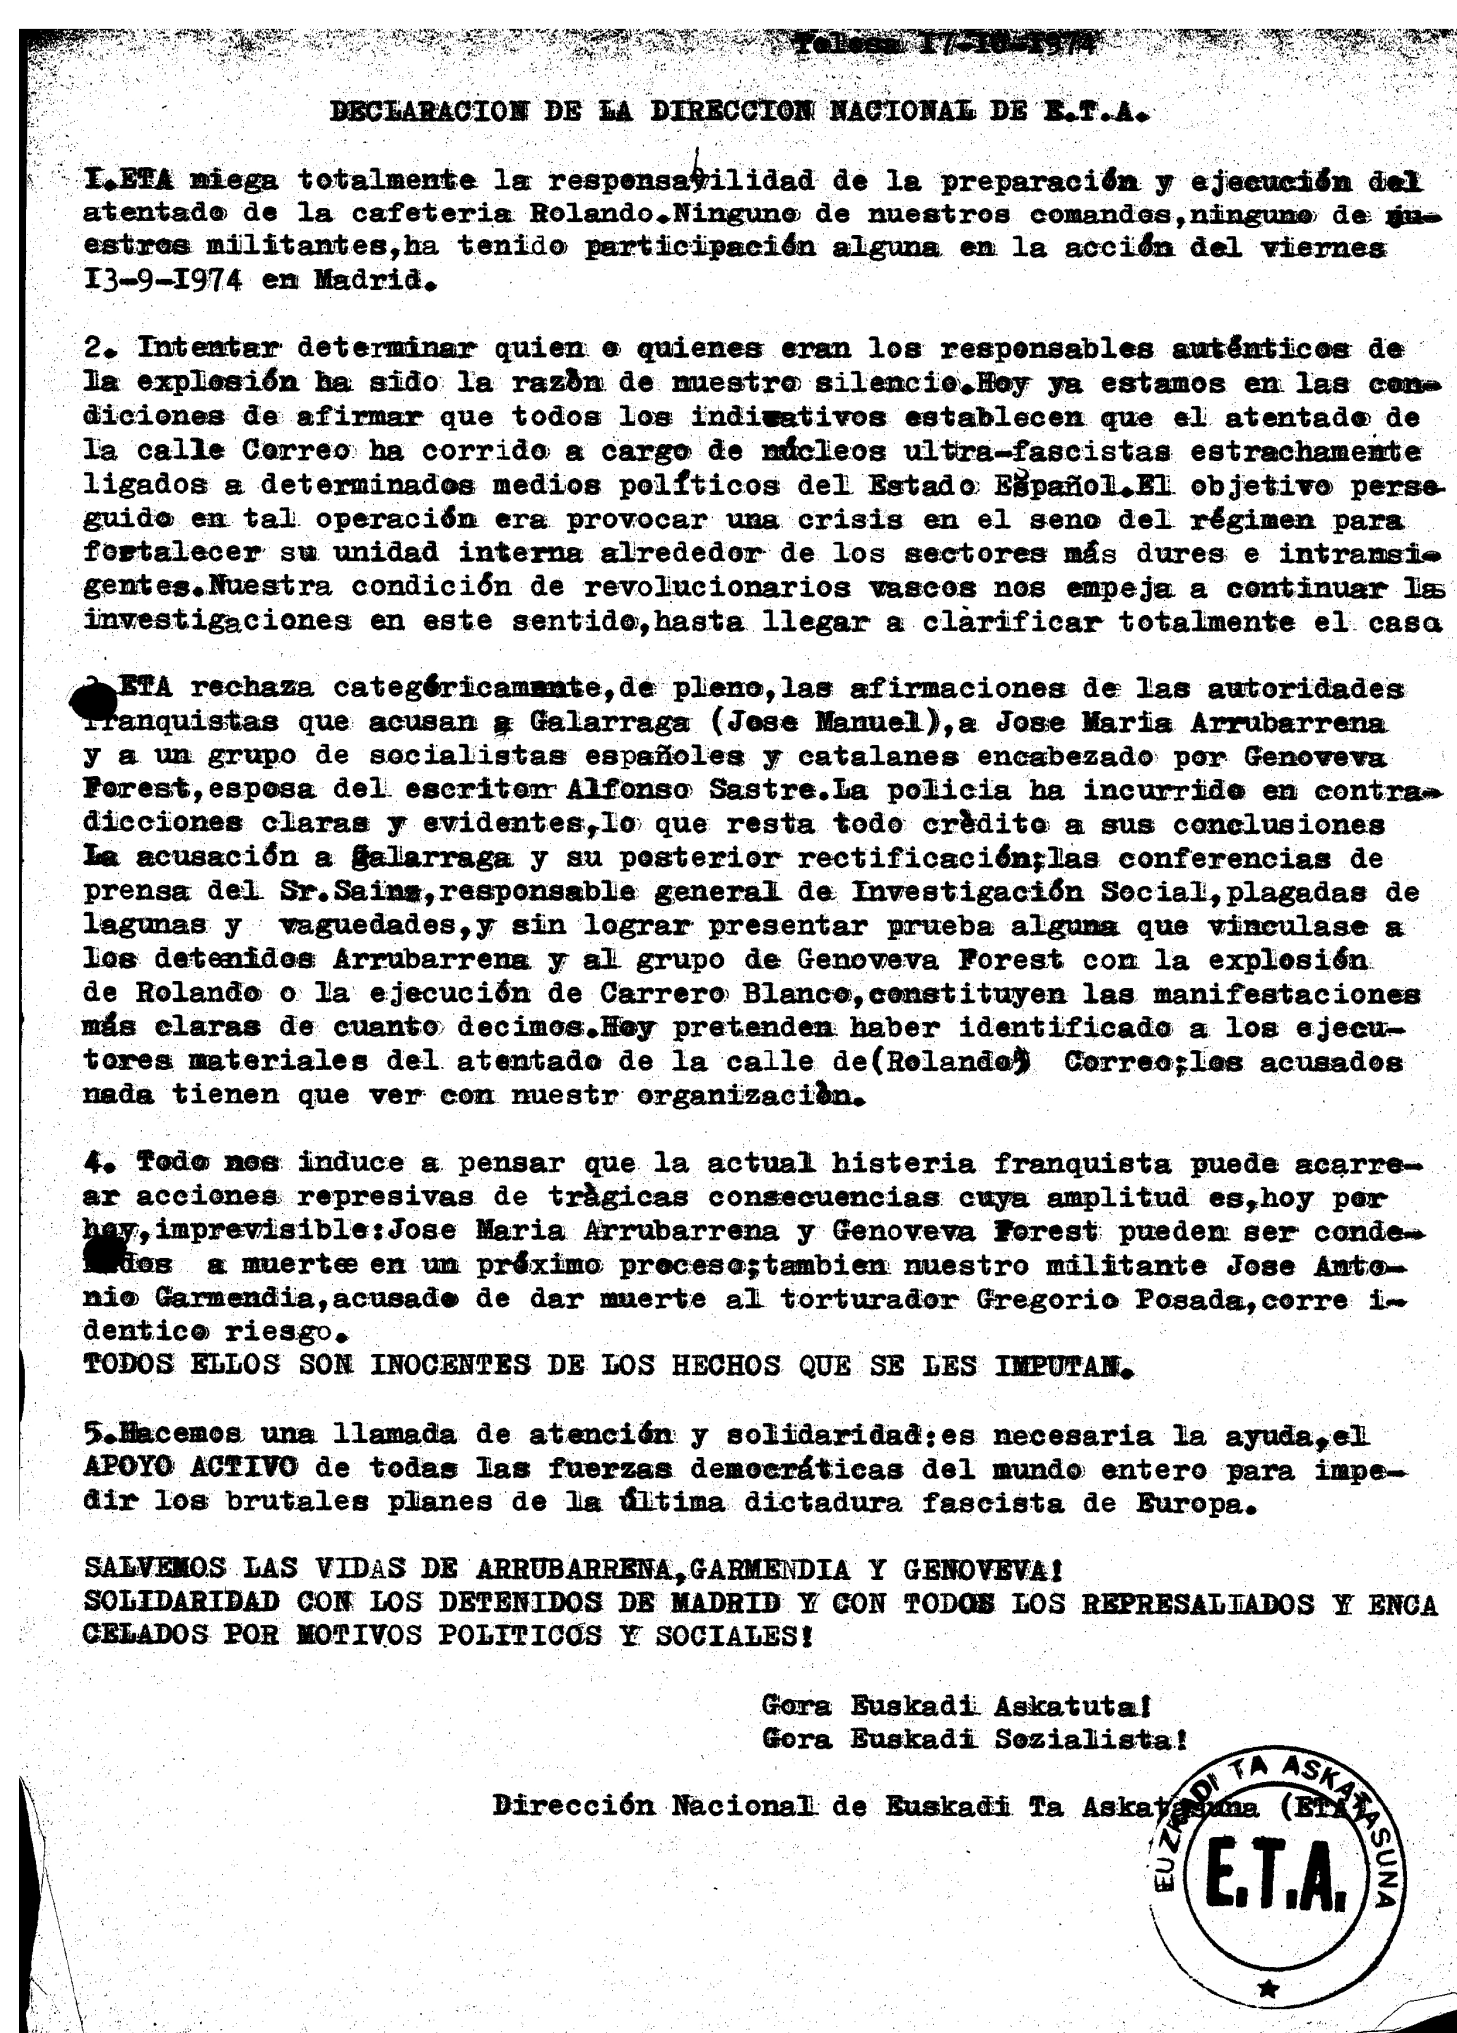 Tolosa I7-I0-I974
DECLARACION DE LA DIRECCION NACIONAL DE E.T.A.
I.ETA niega totalmente la responsabilidad de la preparación y ejecución del
atentado de la cafeteria Rolando.Ninguno de nuestros comandos,ninguno de nu-
estros militantes,ha tenido participación alguna en la acción del viernes
I3-9-I974 en Madrid.
2. Intentar determinar quien o quienes eran los responsables auténticos de
la explosión ha sido la razòn de nuestro silencio.Hoy ya estamos en las con-
diciones de afirmar que todos los indicativos establecen que el atentado de
la calle Correo ha corrido a cargo de núcleos ultra-fascistas estrachamente
ligados a determinados medios políticos del Estado Español.El objetivo perse-
guido en tal operación era provocar una crisis en el seno del régimen para
fortalecer su unidad interna alrededor de los sectores más dures e intransi-
gentes.Nuestra condición de revolucionarios vascos nos empeja a continuar las
investigaciones en este sentido,hasta llegar a clarificar totalmente el caso
ETA rechaza categóricamante,de pleno,las afirmaciones de las autoridades
franquistas que acusan a Galarraga (Jose Manuel),a Jose Maria Arrubarrena
y a un grupo de socialistas españoles y catalanes encabezado por Genoveva
Forest,esposa del escritor Alfonso Sastre.La policia ha incurrido en contra-
dicciones claras y evidentes,lo que resta todo crèdito a sus conclusiones
La acusación a Galarraga y su posterior rectificación;las conferencias de
prensa del Sr.Sainz,responsable general de Investigación Social,plagadas de
lagunas y vaguedades,y sin lograr presentar prueba alguna que vinculase a
los detenidos Arrubarrena y al grupo de Genoveva Forest con la explosión
de Rolando o la ejecución de Carrero Blanco,constituyen las manifestaciones
más claras de cuanto decimos.Hoy pretenden haber identificado a los ejecu-
tores materiales del atentado de la calle de(Rolando) Correo;los acusados
nada tienen que ver con nuestr organizaciòn.
4. Todo nos induce a pensar que la actual histeria franquista puede acarre-
ar acciones represivas de tràgicas consecuencias cuya amplitud es,hoy por
hoy,imprevisible:Jose Maria Arrubarrena y Genoveva Forest pueden ser conde-
nados a muerte en un próximo proceso;tambien nuestro militante Jose Anto-
nio Garmendia,acusado de dar muerte al torturador Gregorio Posada,corre i-
dentico riesgo.
TODOS ELLOS SON INOCENTES DE LOS HECHOS QUE SE LES IMPUTAN.
5.Hacemos una llamada de atención y solidaridad:es necesaria la ayuda,el
APOYO ACTIVO de todas las fuerzas democráticas del mundo entero para impe-
dir los brutales planes de la última dictadura fascista de Europa.
SALVEMOS LAS VIDAS DE ARRUBARRENA,GARMENDIA Y GENOVEVA!
SOLIDARIDAD CON LOS DETENIDOS DE MADRID Y CON TODOS LOS REPRESALIADOS Y ENCA
CELADOS POR MOTIVOS POLITICOS Y SOCIALES!
Gora Euskadi Askatuta!
Gora Euskadi Sozialista!
Dirección Nacional de Euskadi Ta Askatasuna (ETA)
EUZKADI TA ASKATASUNA
E.T.A.